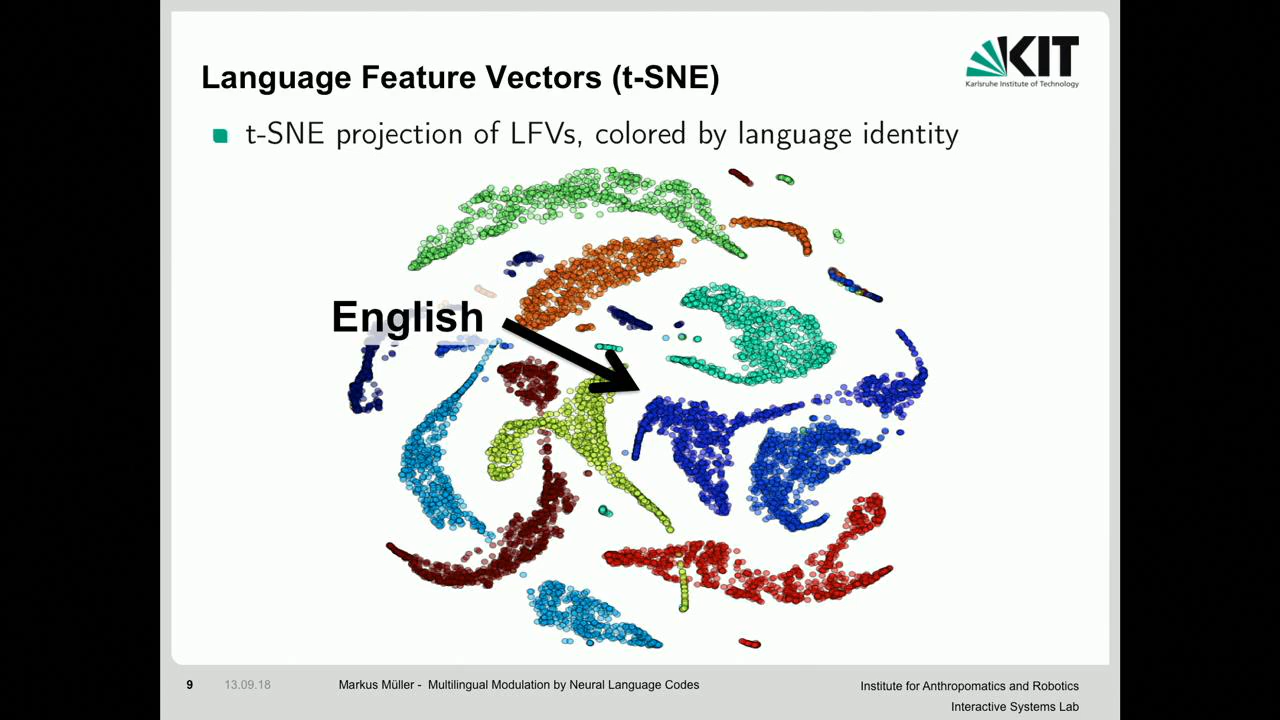 KIT
Karlsruhe Institute of Technology
Language Feature Vectors (t-SNE)
t-SNE projection of LFVs, colored by language identity
English
9 13.09.18 Markus Müller - Multilingual Modulation by Neural Language Codes
Institute for Anthropomatics and Robotics
Interactive Systems Lab